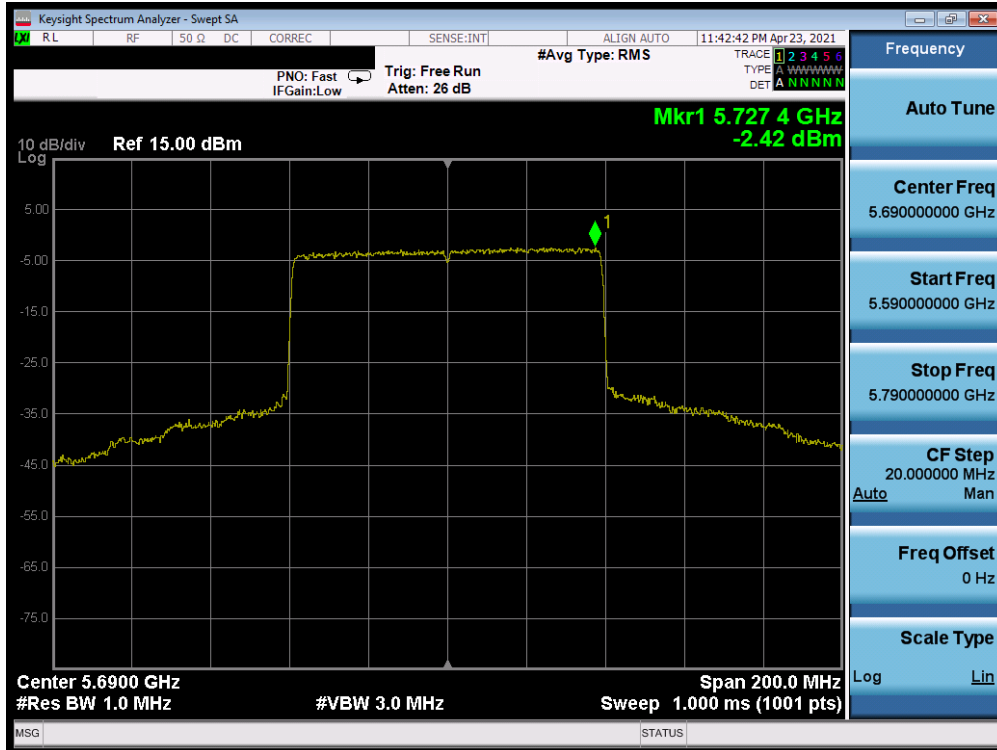 Keysight Spectrum Analyzer - Swept SA
LXI RL RF 50 Ω DC CORREC SENSE:INT ALIGN AUTO 11:42:42 PM Apr 23, 2021
PNO: Fast
IFGain:Low
Trig: Free Run
Atten: 26 dB
#Avg Type: RMS
TRACE 1 2 3 4 5 6
TYPE A WWWWW
DET A N N N N N
Mkr1 5.727 4 GHz
-2.42 dBm
10 dB/div Ref 15.00 dBm
Log
1
5.00
-5.00
-15.0
-25.0
-35.0
-45.0
-55.0
-65.0
-75.0
Center 5.6900 GHz Span 200.0 MHz
#Res BW 1.0 MHz #VBW 3.0 MHz Sweep 1.000 ms (1001 pts)
MSG STATUS
Frequency
Auto Tune
Center Freq
5.690000000 GHz
Start Freq
5.590000000 GHz
Stop Freq
5.790000000 GHz
CF Step
20.000000 MHz
Auto Man
Freq Offset
0 Hz
Scale Type
Log Lin